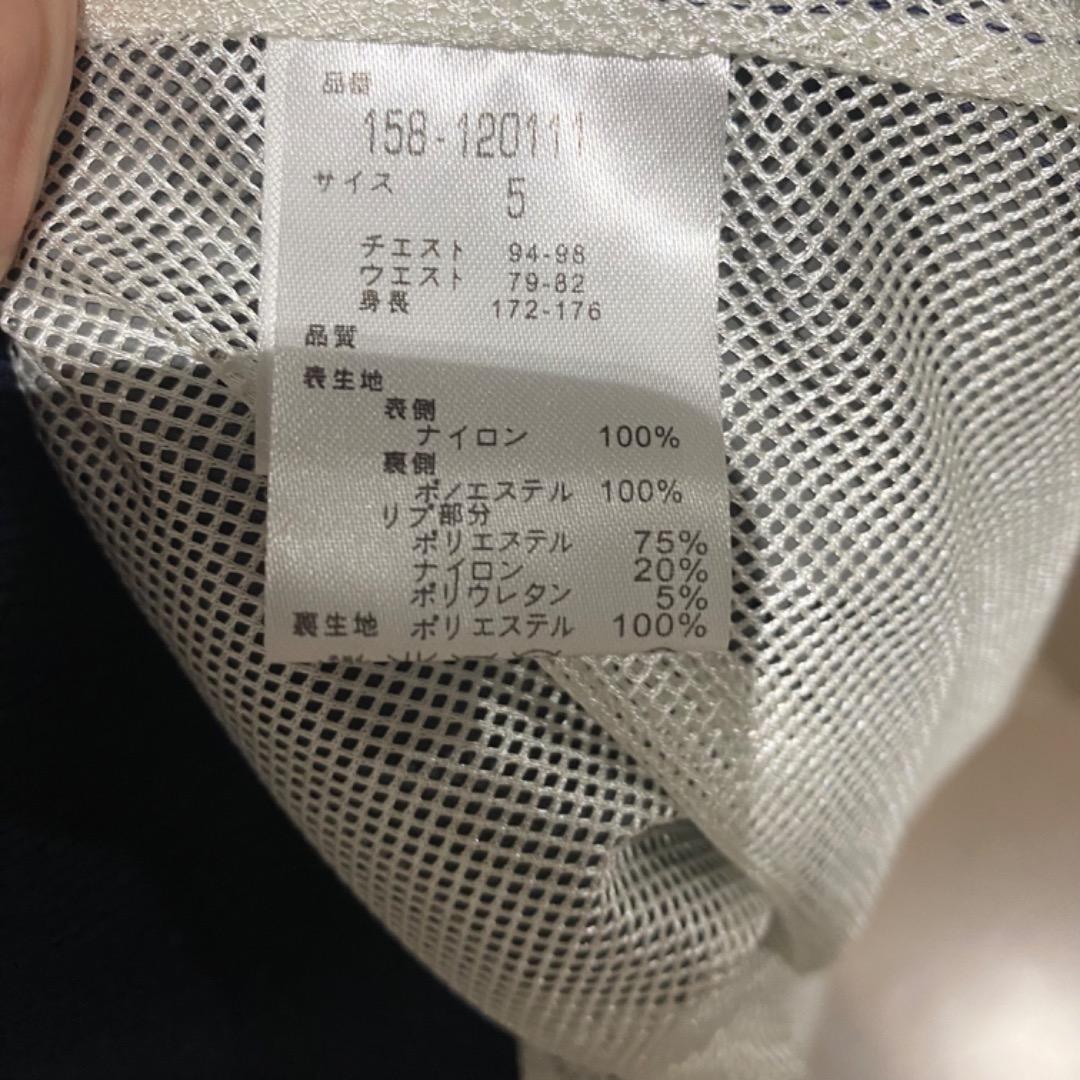 品番
158-120111
サイズ 5
チエスト 94-98
ウエスト 79-82
身長 172-176
品質
表生地
表側
ナイロン 100%
裏側
ポリエステル 100%
リブ部分
ポリエステル 75%
ナイロン 20%
ポリウレタン 5%
裏生地 ポリエステル 100%